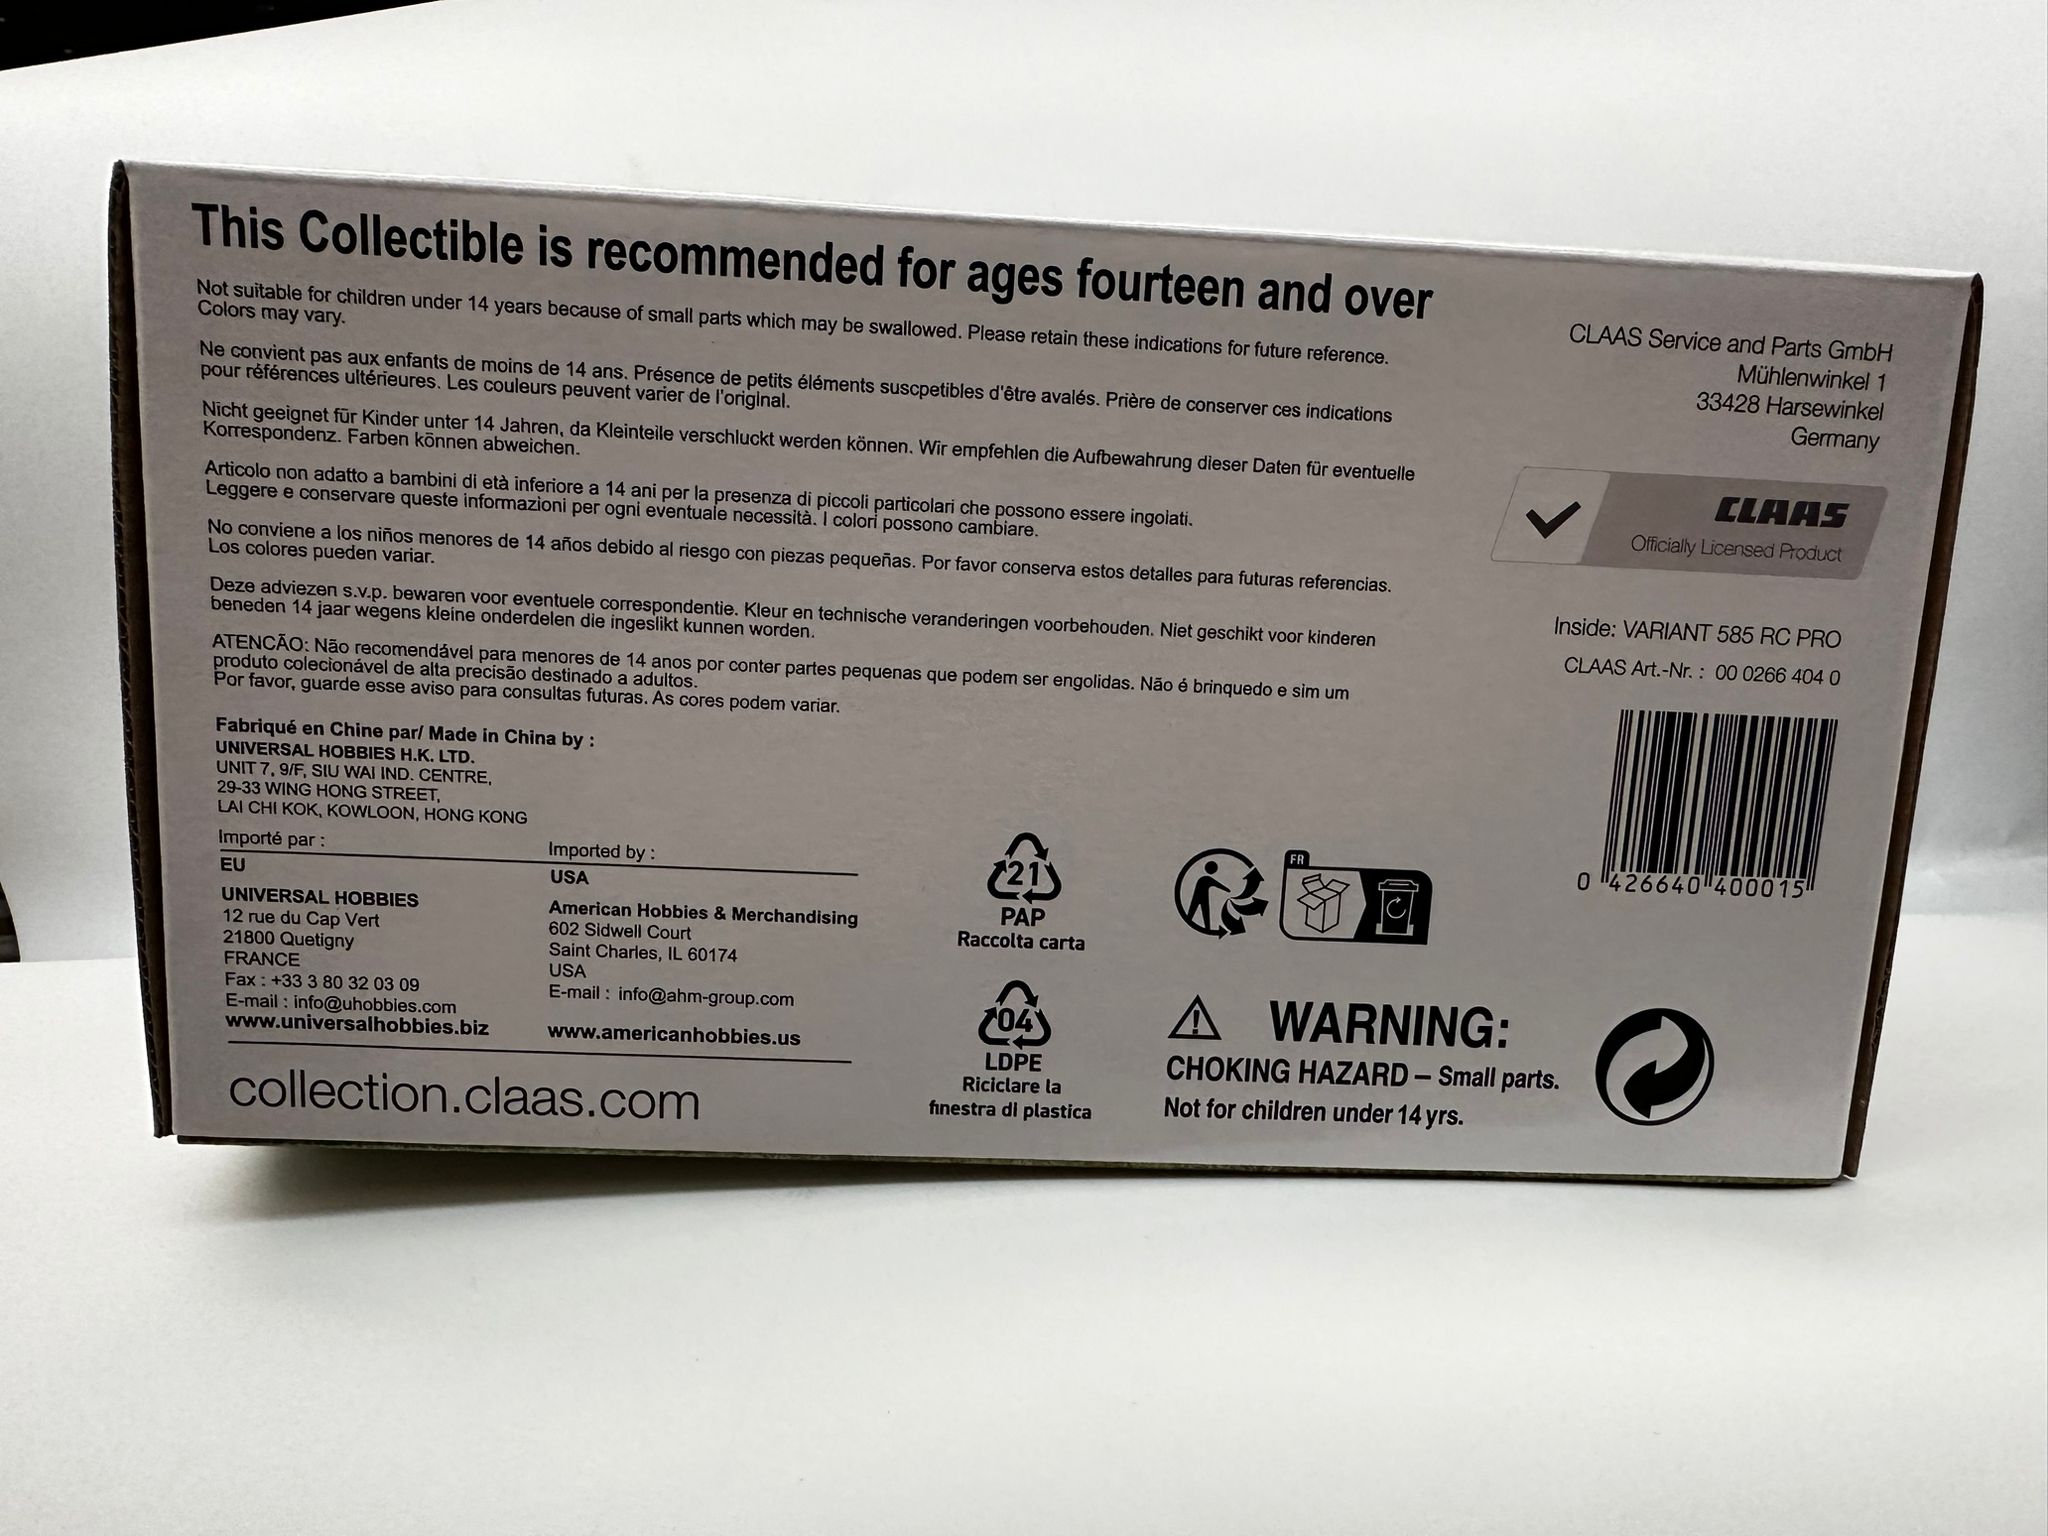 This Collectible is recommended for ages fourteen and over
Not suitable for children under 14 years because of small parts which may be swallowed. Please retain these indications for future reference.
Colors may vary.
Ne convient pas aux enfants de moins de 14 ans. Présence de petits éléments suscpetibles d'être avalés. Prière de conserver ces indications
pour références ultérieures. Les couleurs peuvent varier de l'original.
Nicht geeignet für Kinder unter 14 Jahren, da Kleinteile verschluckt werden können. Wir empfehlen die Aufbewahrung dieser Daten für eventuelle
Korrespondenz. Farben können abweichen.
Articolo non adatto a bambini di età inferiore a 14 ani per la presenza di piccoli particolari che possono essere ingolati.
Leggere e conservare queste informazioni per ogni eventuale necessità. I colori possono cambiare.
No conviene a los niños menores de 14 años debido al riesgo con piezas pequeñas. Por favor conserva estos detalles para futuras referencias.
Los colores pueden variar.
Deze adviezen s.v.p. bewaren voor eventuele correspondentie. Kleur en technische veranderingen voorbehouden. Niet geschikt voor kinderen
beneden 14 jaar wegens kleine onderdelen die ingeslikt kunnen worden.
ATENCÃO: Não recomendável para menores de 14 anos por conter partes pequenas que podem ser engolidas. Não é brinquedo e sim um
produto colecionável de alta precisão destinado a adultos.
Por favor, guarde esse aviso para consultas futuras. As cores podem variar.
Fabriqué en Chine par/ Made in China by :
UNIVERSAL HOBBIES H.K. LTD.
UNIT 7, 9/F, SIU WAI IND. CENTRE,
29-33 WING HONG STREET,
LAI CHI KOK, KOWLOON, HONG KONG
Importé par :
EU
UNIVERSAL HOBBIES
12 rue du Cap Vert
21800 Quetigny
FRANCE
Fax : +33 3 80 32 03 09
E-mail : info@uhobbies.com
www.universalhobbies.biz
Imported by :
USA
American Hobbies & Merchandising
602 Sidwell Court
Saint Charles, IL 60174
USA
E-mail : info@ahm-group.com
www.americanhobbies.us
collection.claas.com
21
PAP
Raccolta carta
04
LDPE
Riciclare la
finestra di plastica
FR
WARNING:
CHOKING HAZARD – Small parts.
Not for children under 14 yrs.
CLAAS Service and Parts GmbH
Mühlenwinkel 1
33428 Harsewinkel
Germany
CLAAS
Officially Licensed Product
Inside: VARIANT 585 RC PRO
CLAAS Art.-Nr. : 00 0266 404 0
0 426640 400015